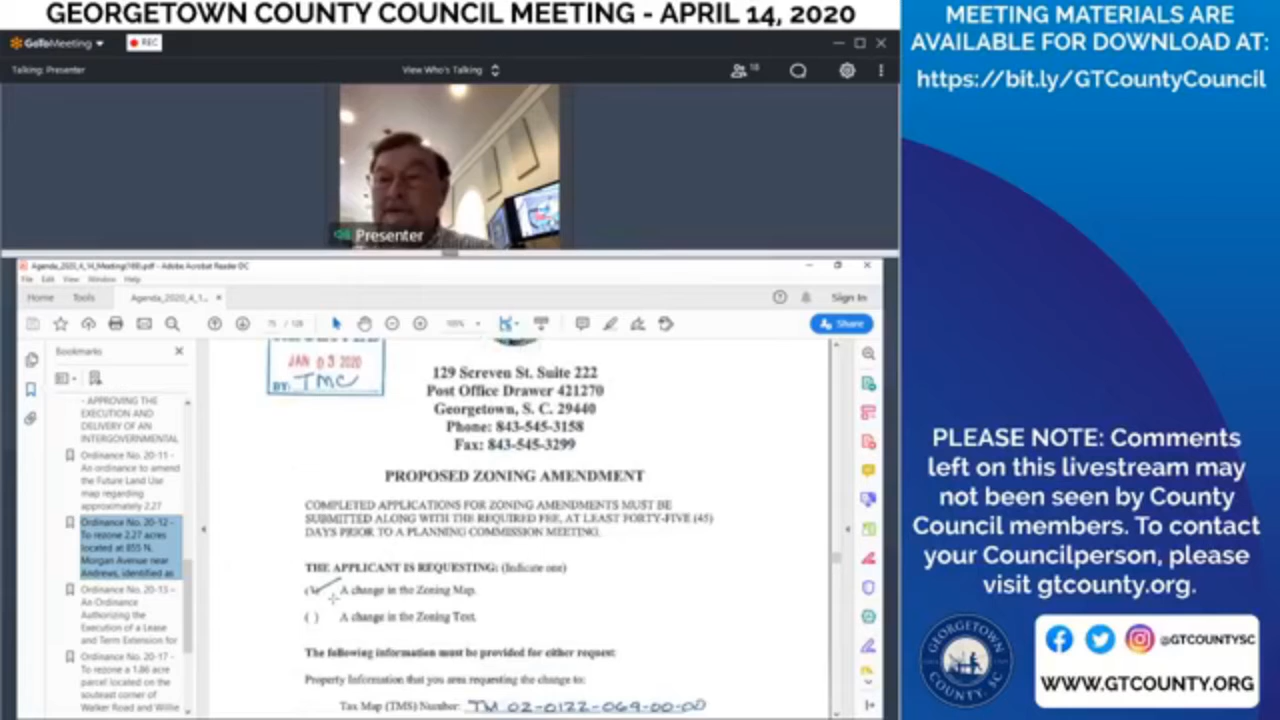 GEORGETOWN COUNTY COUNCIL MEETING - APRIL 14, 2020
GoToMeeting
REC
Talking: Presenter
View Who's Talking
18
Presenter
Agenda_2020_4_14_Meeting(169).pdf - Adobe Acrobat Reader DC
File Edit View Window Help
Home
Tools
Agenda_2020_4_1...
Sign In
75 / 128
Share
Bookmarks
- APPROVING THE
EXECUTION AND
DELIVERY OF AN
INTERGOVERNMENTAL
Ordinance No. 20-11 -
An ordinance to amend
the Future Land Use
map regarding
approximately 2.27
Ordinance No. 20-12 -
To rezone 2.27 acres
located at 855 N.
Morgan Avenue near
Andrews, identified as
Ordinance No. 20-13 -
An Ordinance
Authorizing the
Execution of a Lease
and Term Extension for
Ordinance No. 20-17 -
To rezone a 1.86 acre
parcel located on the
southeast corner of
Walker Road and Willie
JAN 03 2020
BY: TMC
129 Screven St. Suite 222
Post Office Drawer 421270
Georgetown, S. C. 29440
Phone: 843-545-3158
Fax: 843-545-3299
PROPOSED ZONING AMENDMENT
COMPLETED APPLICATIONS FOR ZONING AMENDMENTS MUST BE
SUBMITTED ALONG WITH THE REQUIRED FEE, AT LEAST FORTY-FIVE (45)
DAYS PRIOR TO A PLANNING COMMISSION MEETING.
THE APPLICANT IS REQUESTING: (Indicate one)
(✓) A change in the Zoning Map.
( ) A change in the Zoning Text.
The following information must be provided for either request:
Property Information that you area requesting the change to:
Tax Map (TMS) Number: TM 02-0122-069-00-00
MEETING MATERIALS ARE
AVAILABLE FOR DOWNLOAD AT:
https://bit.ly/GTCountyCouncil
PLEASE NOTE: Comments
left on this livestream may
not been seen by County
Council members. To contact
your Councilperson, please
visit gtcounty.org.
GEORGETOWN
COUNTY, SC
@GTCOUNTYSC
WWW.GTCOUNTY.ORG